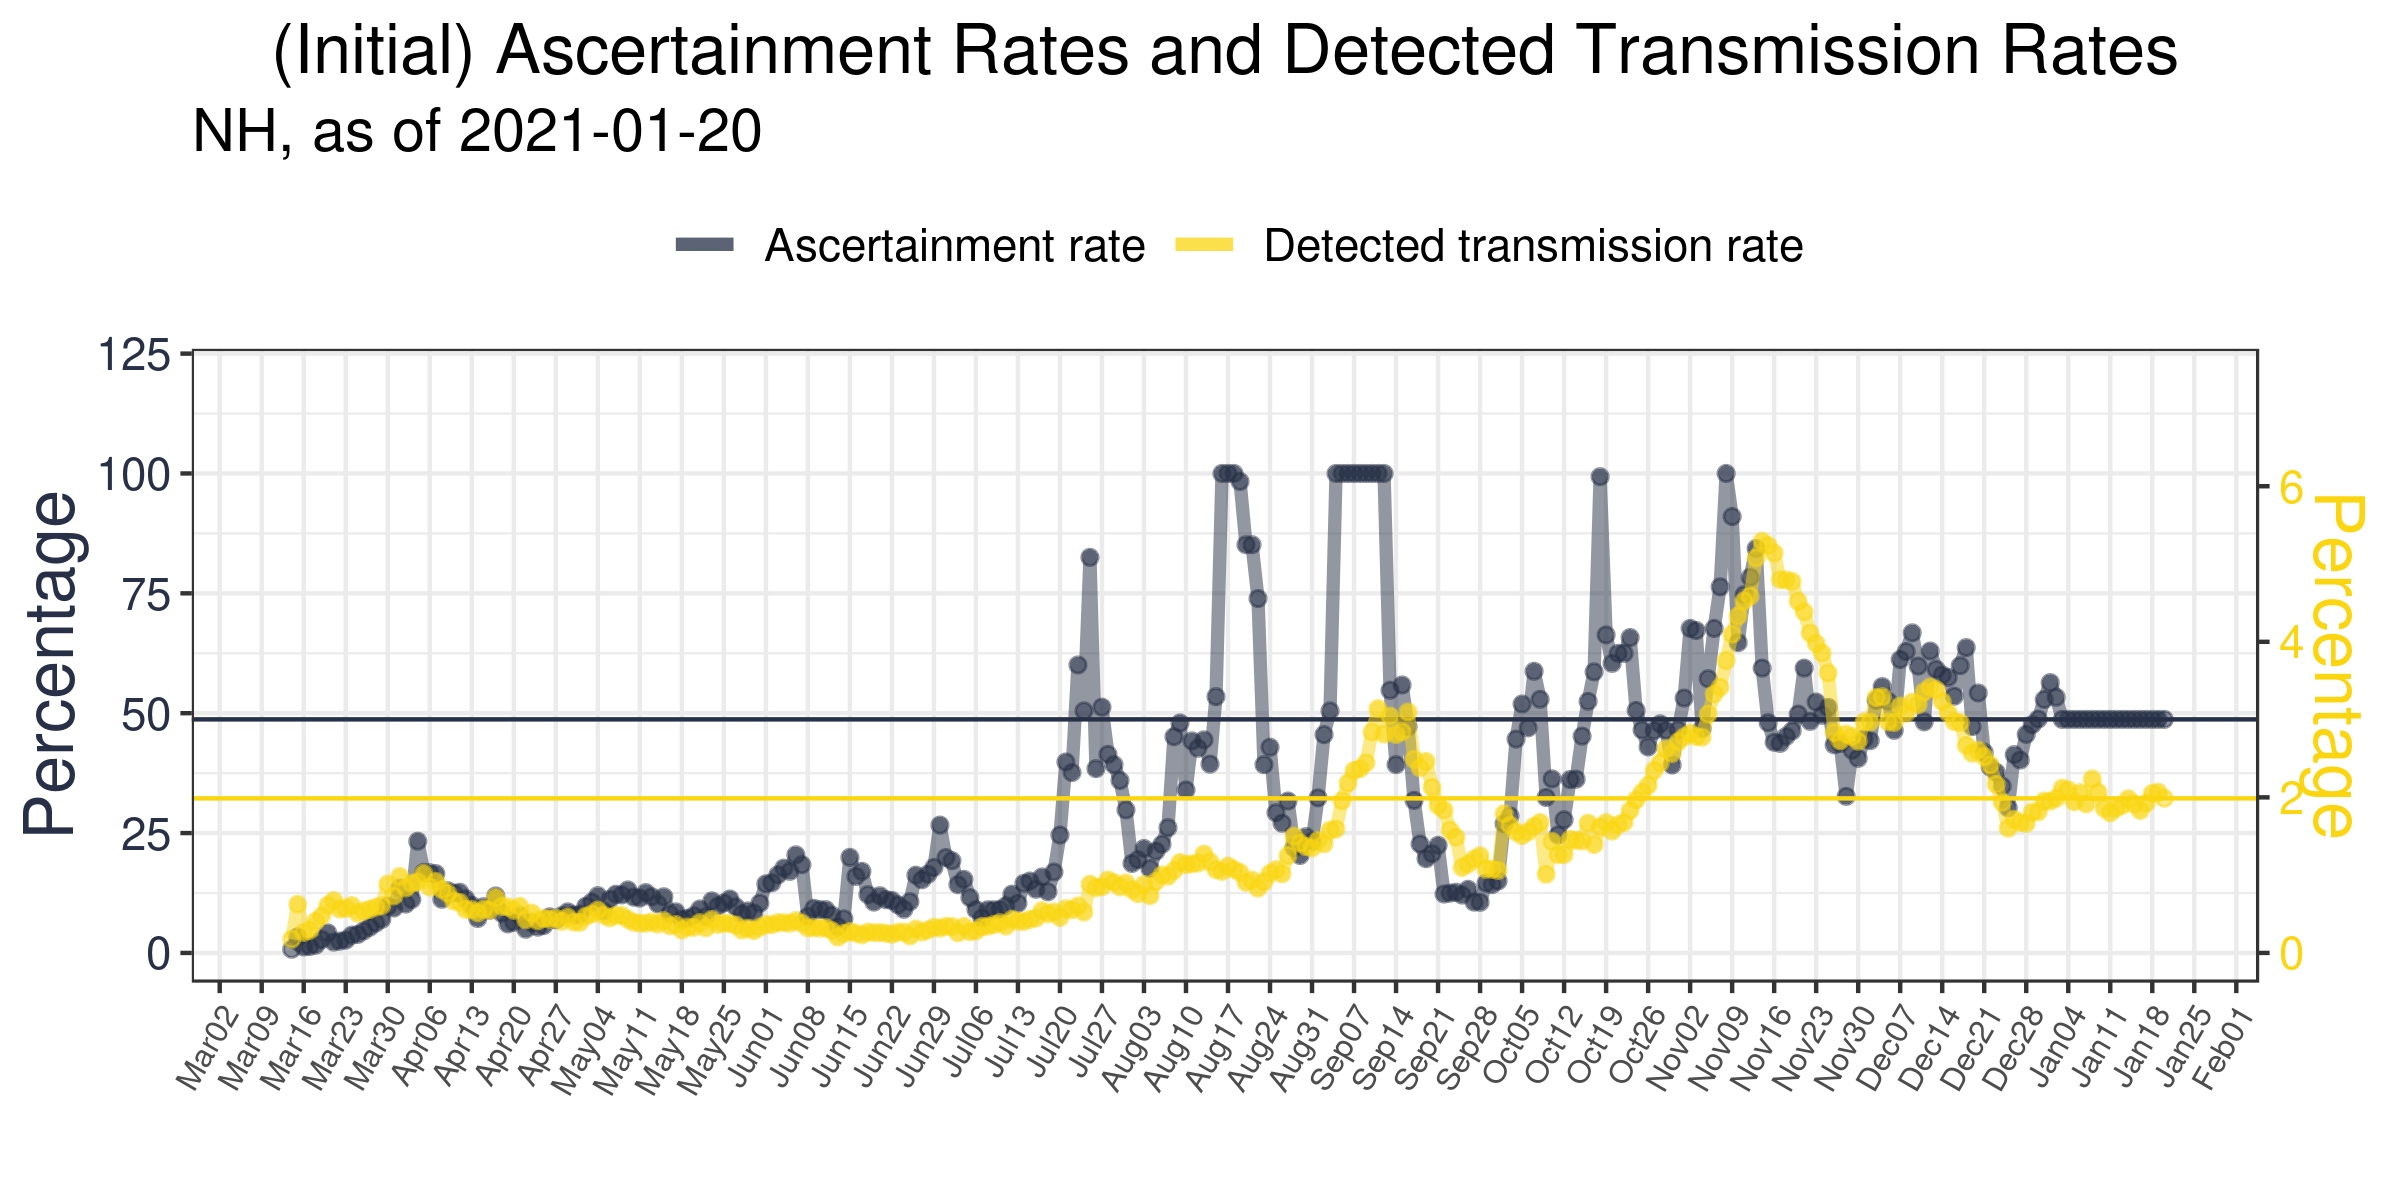 (Initial) Ascertainment Rates and Detected Transmission Rates
NH, as of 2021-01-20
Ascertainment rate
Detected transmission rate
125
100
75
50
25
0
Percentage
6
4
2
0
Percentage
Mar02
Mar09
Mar16
Mar23
Mar30
Apr06
Apr13
Apr20
Apr27
May04
May11
May18
May25
Jun01
Jun08
Jun15
Jun22
Jun29
Jul06
Jul13
Jul20
Jul27
Aug03
Aug10
Aug17
Aug24
Aug31
Sep07
Sep14
Sep21
Sep28
Oct05
Oct12
Oct19
Oct26
Nov02
Nov09
Nov16
Nov23
Nov30
Dec07
Dec14
Dec21
Dec28
Jan04
Jan11
Jan18
Jan25
Feb01